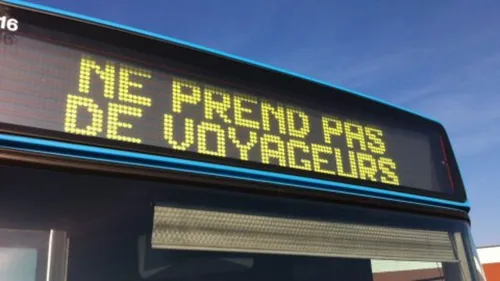 16
NE PREND PAS
DE VOYAGEURS